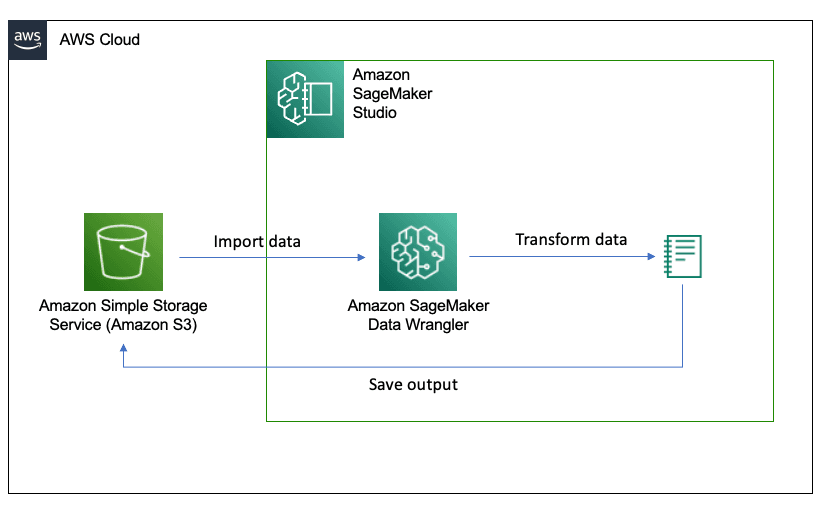 aws
AWS Cloud
Amazon
SageMaker
Studio
Import data
Transform data
Amazon Simple Storage
Service (Amazon S3)
Amazon SageMaker
Data Wrangler
Save output